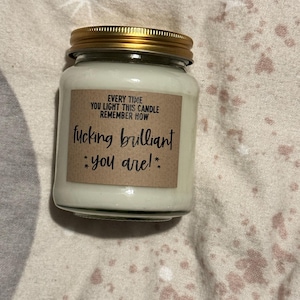 EVERY TIME
YOU LIGHT THIS CANDLE
REMEMBER HOW
fucking brilliant
you are!